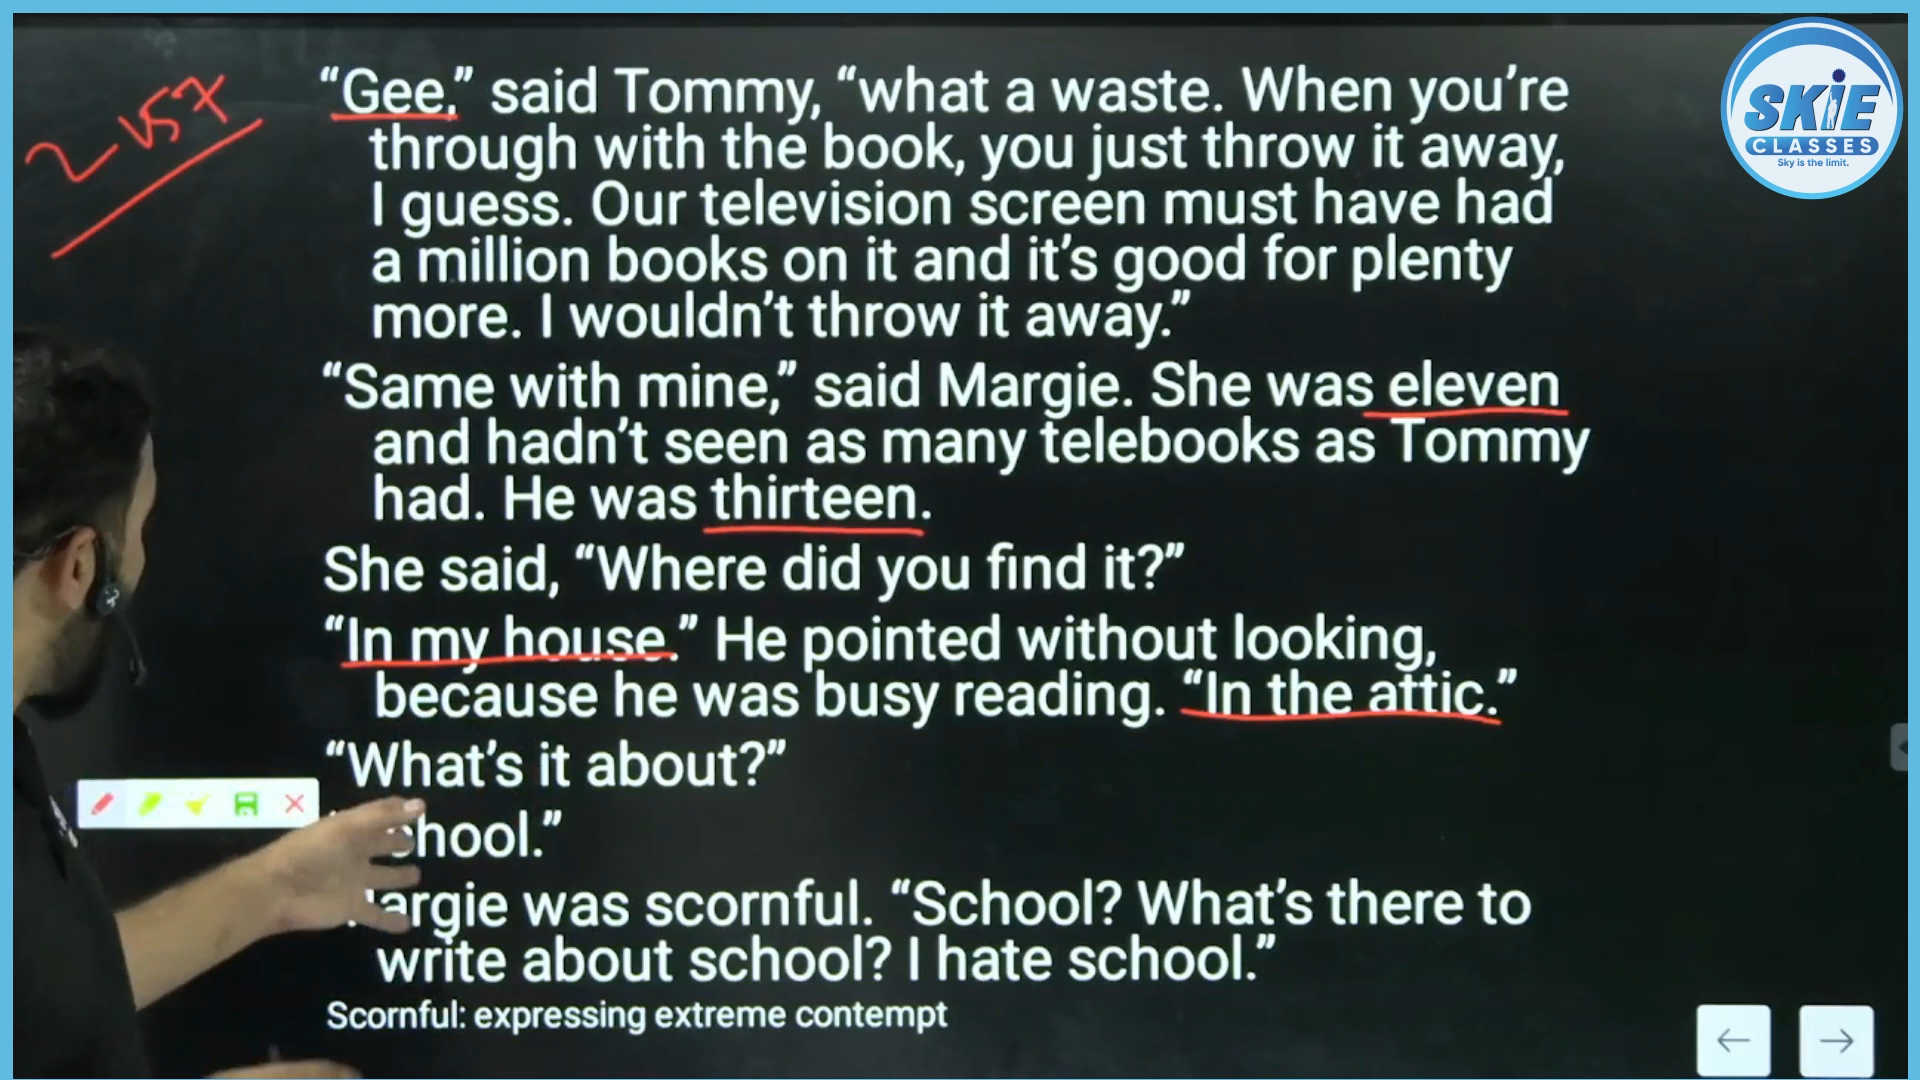 2157
“Gee.” said Tommy, “what a waste. When you’re
through with the book, you just throw it away,
I guess. Our television screen must have had
a million books on it and it’s good for plenty
more. I wouldn’t throw it away.”
“Same with mine,” said Margie. She was eleven
and hadn’t seen as many telebooks as Tommy
had. He was thirteen.
She said, “Where did you find it?”
“In my house.” He pointed without looking,
because he was busy reading. “In the attic.”
“What’s it about?”
chool.”
argie was scornful. “School? What’s there to
write about school? I hate school.”
Scornful: expressing extreme contempt
SKIE
CLASSES
Sky is the limit.